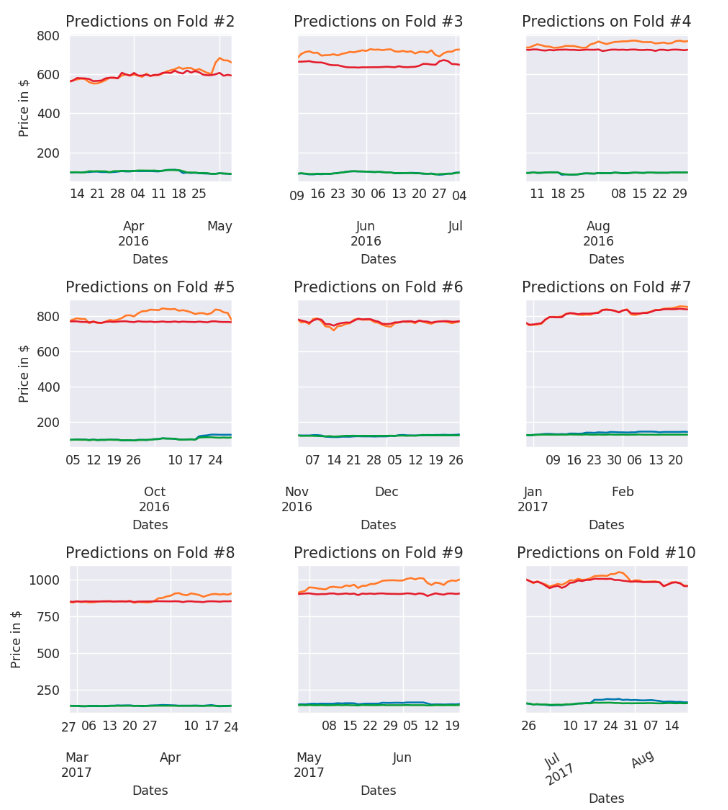 Predictions on Fold #2
Predictions on Fold #3
Predictions on Fold #4
800
600
400
200
Price in $
14 21 28 04 11 18 25
Apr
2016
May
Dates
09 16 23 30 06 13 20 27 04
Jun
2016
Jul
Dates
11 18 25 08 15 22 29
Aug
2016
Dates
Predictions on Fold #5
Predictions on Fold #6
Predictions on Fold #7
800
600
400
200
Price in $
05 12 19 26 10 17 24
Oct
2016
Dates
07 14 21 28 05 12 19 26
Nov
2016
Dec
Dates
09 16 23 30 06 13 20
Jan
2017
Feb
Dates
Predictions on Fold #8
Predictions on Fold #9
Predictions on Fold #10
1000
750
500
250
Price in $
27 06 13 20 27 10 17 24
Mar
2017
Apr
Dates
08 15 22 29 05 12 19
May
2017
Jun
Dates
26 10 17 24 31 07 14
Jul
2017
Aug
Dates